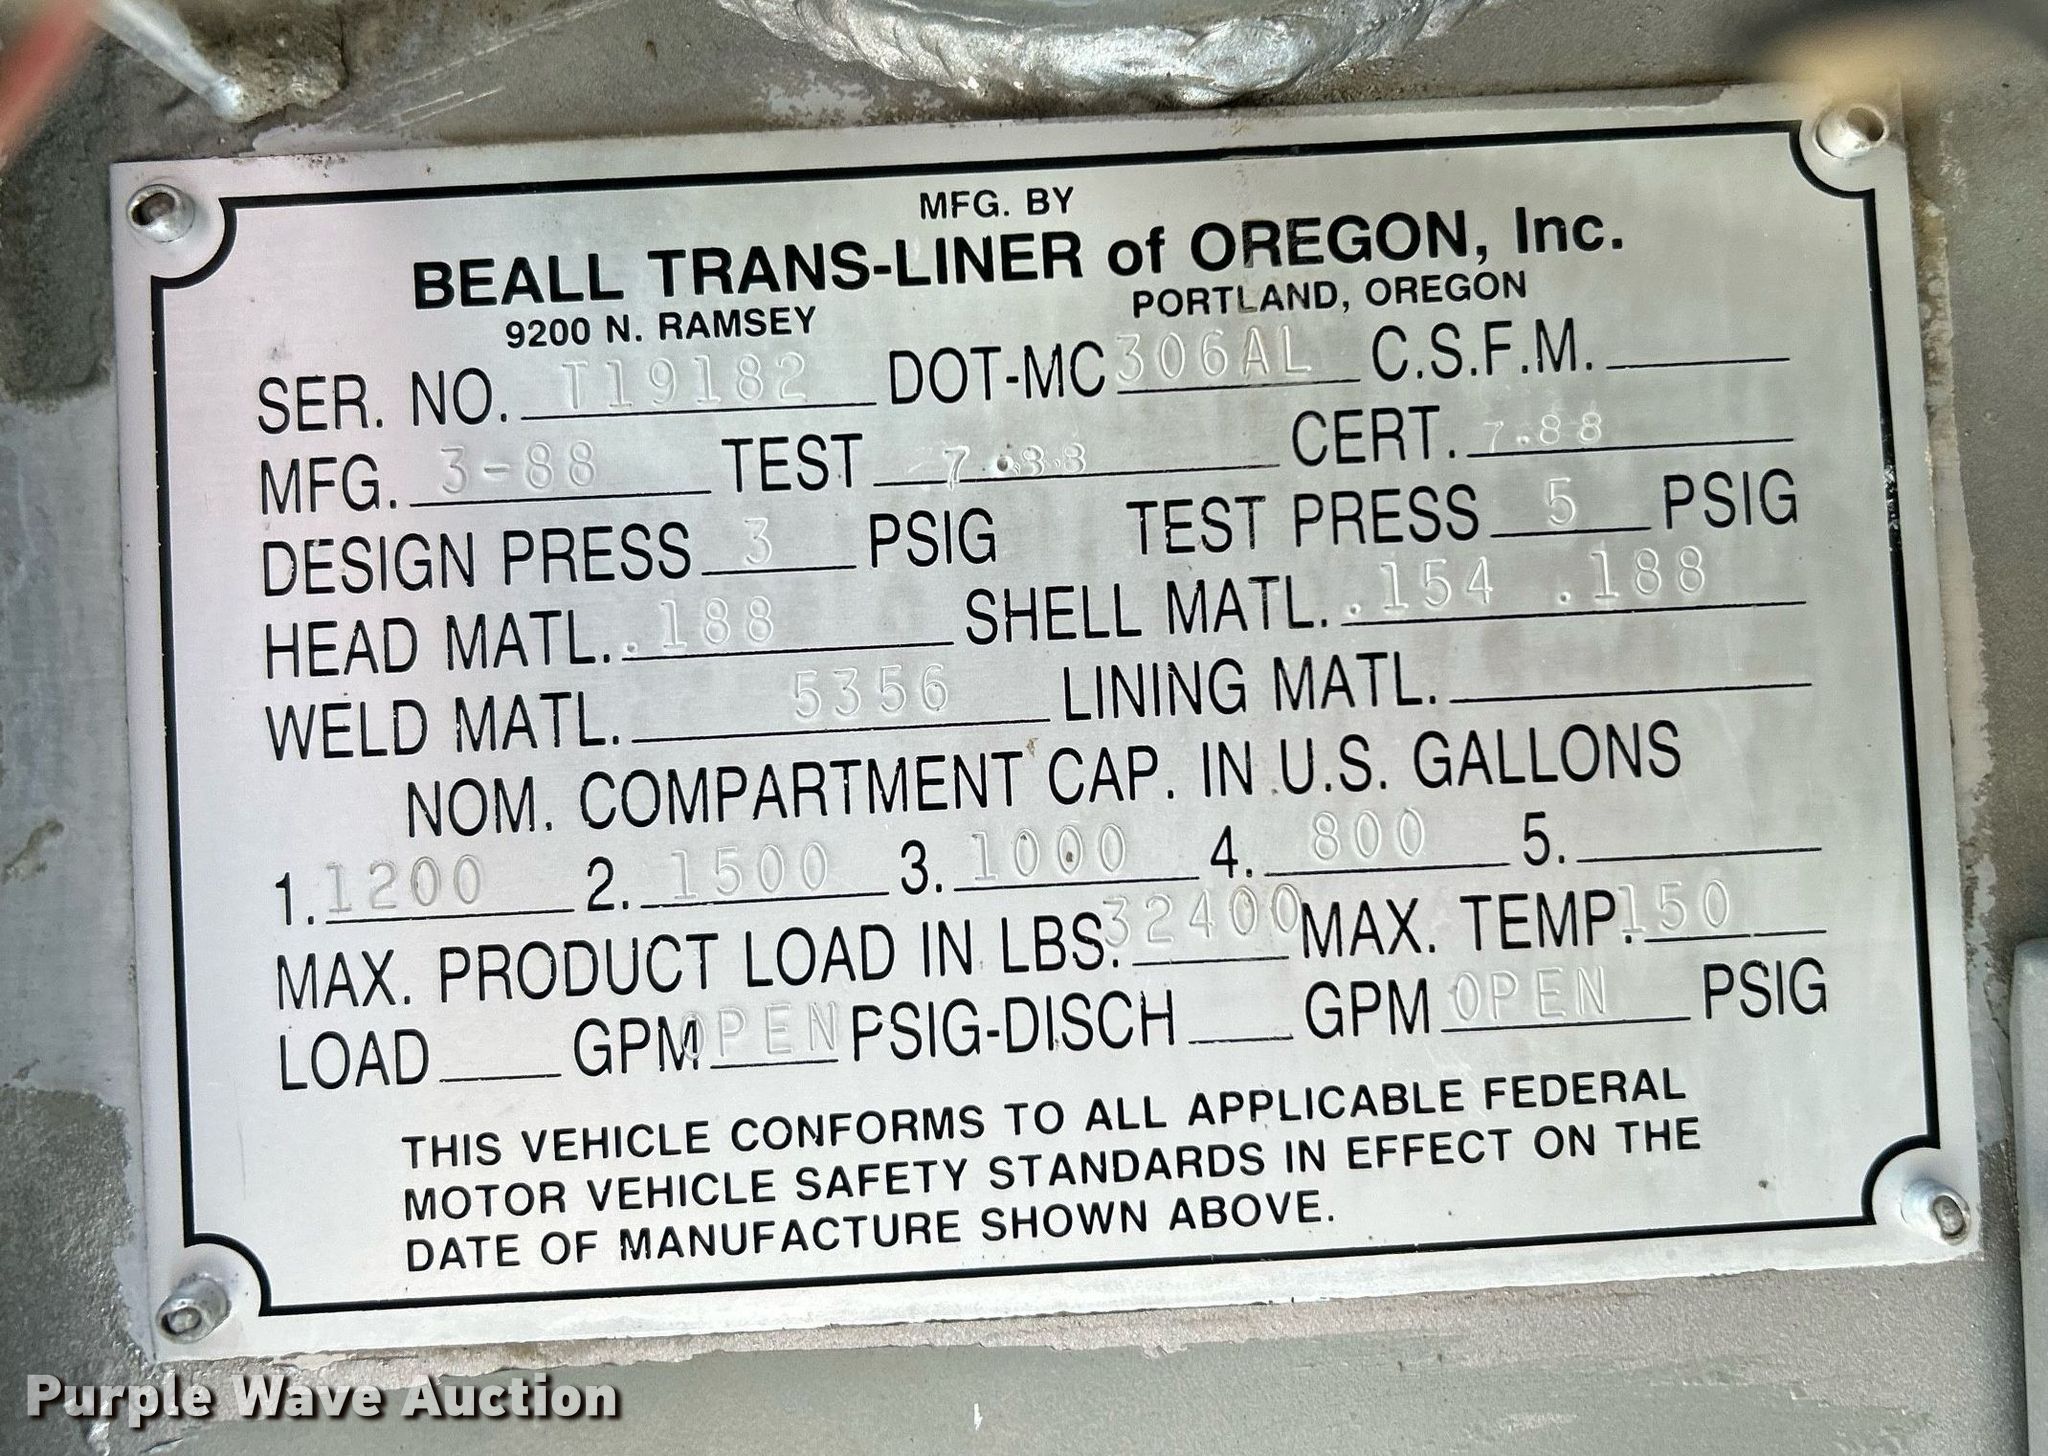 MFG. BY
BEALL TRANS-LINER of OREGON, Inc.
9200 N. RAMSEY PORTLAND, OREGON
SER. NO. T19182 DOT-MC 306AL C.S.F.M.
MFG. 3-88 TEST 7.88 CERT. 7.88
DESIGN PRESS 3 PSIG TEST PRESS 5 PSIG
HEAD MATL. .188 SHELL MATL. .154 .188
WELD MATL. 5356 LINING MATL.
NOM. COMPARTMENT CAP. IN U.S. GALLONS
1. 1200 2. 1500 3. 1000 4. 800 5.
MAX. PRODUCT LOAD IN LBS. 32400 MAX. TEMP. 150
LOAD GPM OPEN PSIG-DISCH GPM OPEN PSIG
THIS VEHICLE CONFORMS TO ALL APPLICABLE FEDERAL
MOTOR VEHICLE SAFETY STANDARDS IN EFFECT ON THE
DATE OF MANUFACTURE SHOWN ABOVE.
Purple Wave Auction